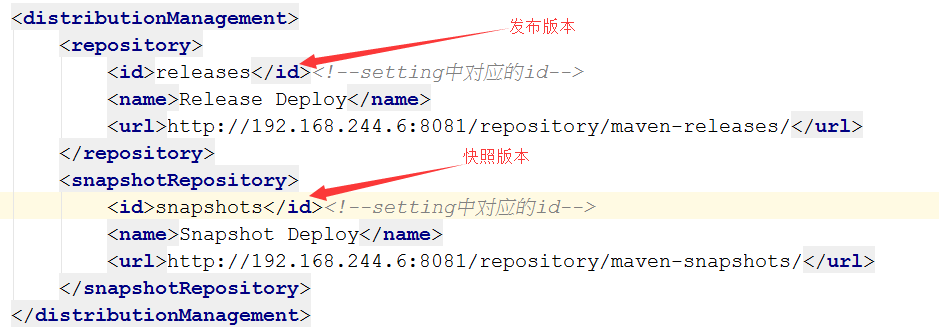 <distributionManagement>
发布版本
<repository>
<id>releases</id><!--setting中对应的id-->
<name>Release Deploy</name>
<url>http://192.168.244.6:8081/repository/maven-releases/</url>
</repository>
快照版本
<snapshotRepository>
<id>snapshots</id><!--setting中对应的id-->
<name>Snapshot Deploy</name>
<url>http://192.168.244.6:8081/repository/maven-snapshots/</url>
</snapshotRepository>
</distributionManagement>